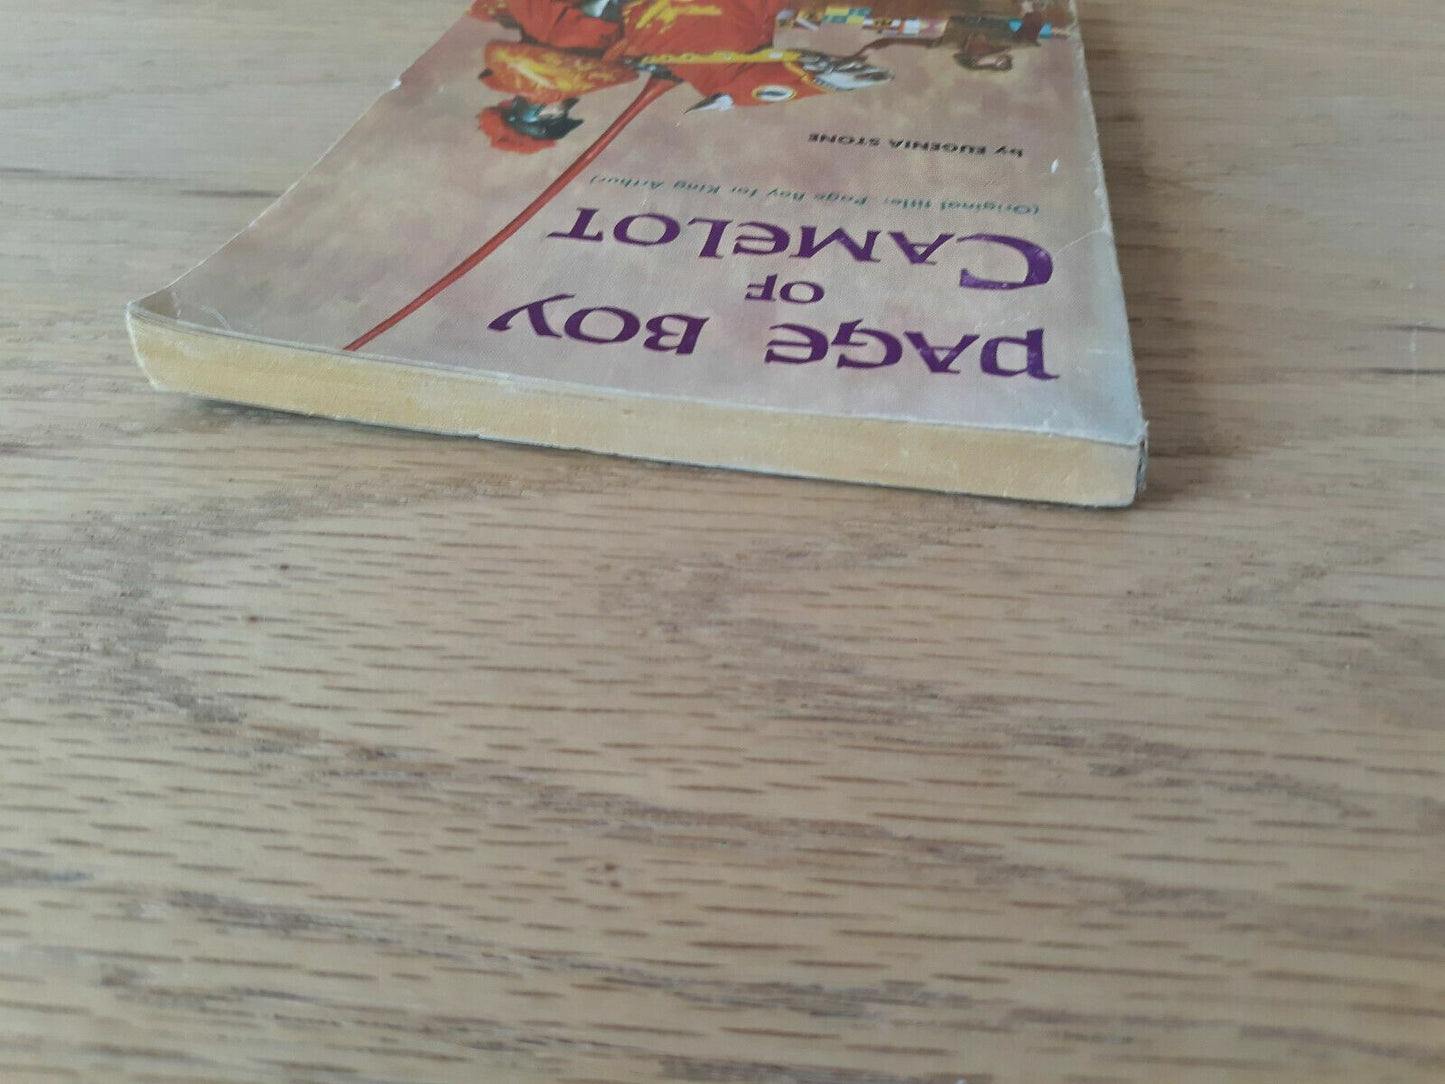 PAGE BOY
OF
CAMELOT
(Original title: Page Boy for King Arthur)
by EUGENIA STONE